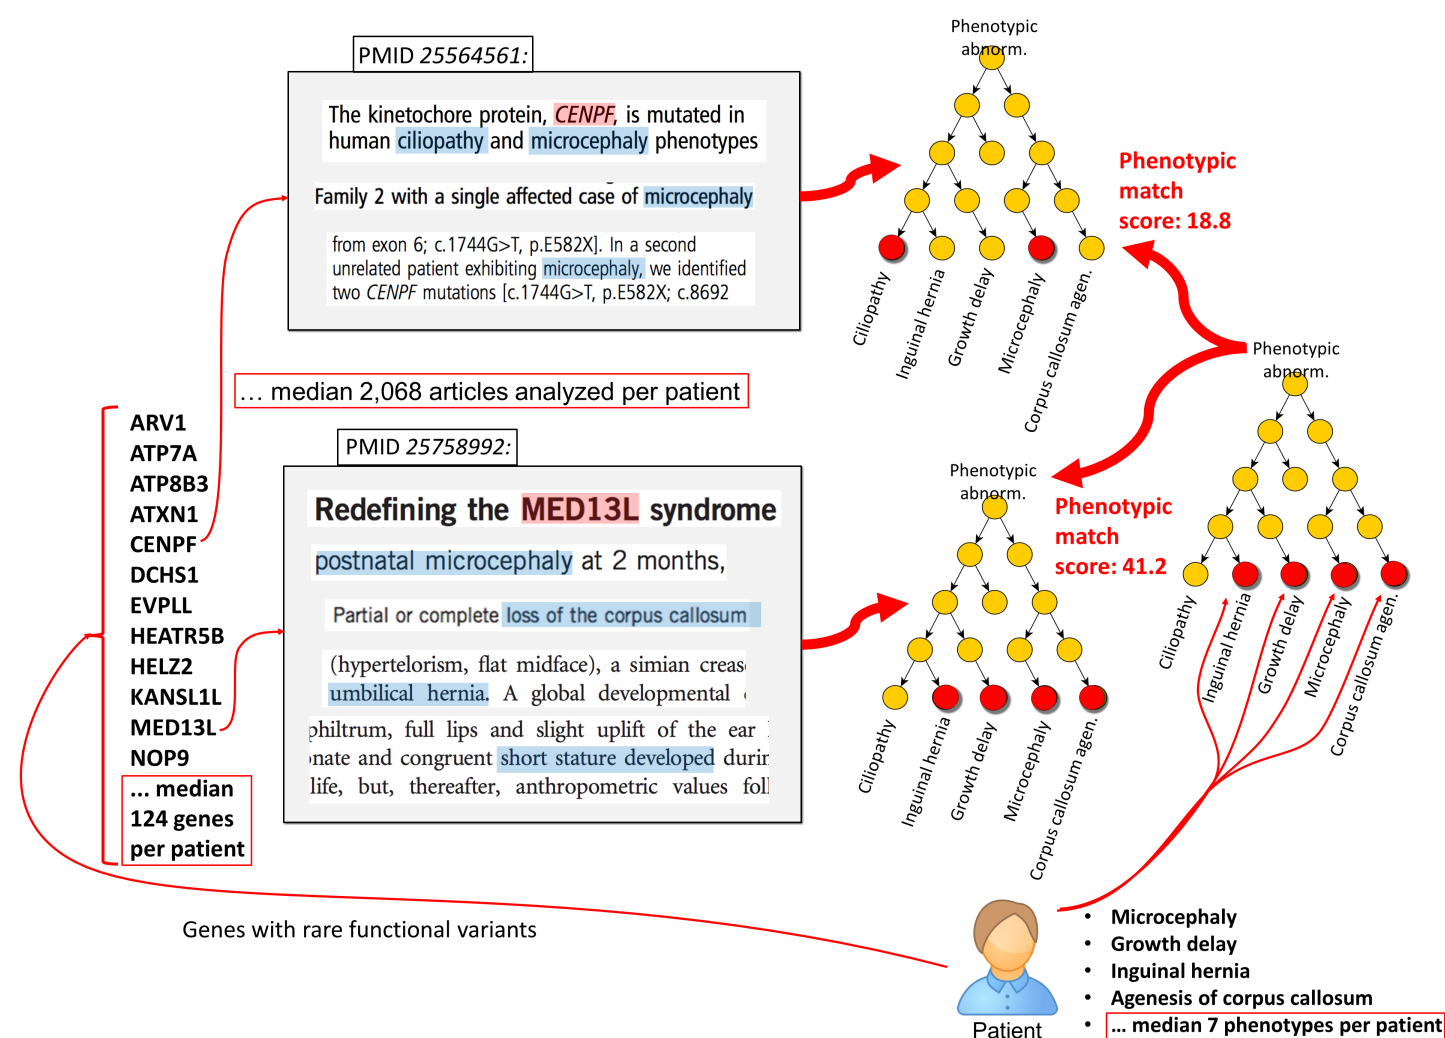 PMID 25564561:
The kinetochore protein, CENPF, is mutated in
human ciliopathy and microcephaly phenotypes
Family 2 with a single affected case of microcephaly
from exon 6; c.1744G>T, p.E582X]. In a second
unrelated patient exhibiting microcephaly, we identified
two CENPF mutations [c.1744G>T, p.E582X; c.8692
Phenotypic
abnorm.
Ciliopathy
Inguinal hernia
Growth delay
Microcephaly
Corpus callosum agen.
Phenotypic
match
score: 18.8
... median 2,068 articles analyzed per patient
ARV1
ATP7A
ATP8B3
ATXN1
CENPF
DCHS1
EVPLL
HEATR5B
HELZ2
KANSL1L
MED13L
NOP9
... median
124 genes
per patient
PMID 25758992:
Redefining the MED13L syndrome
postnatal microcephaly at 2 months,
Partial or complete loss of the corpus callosum
(hypertelorism, flat midface), a simian crease
umbilical hernia. A global developmental
philtrum, full lips and slight uplift of the ear
onate and congruent short stature developed durin
life, but, thereafter, anthropometric values foll
Phenotypic
abnorm.
Ciliopathy
Inguinal hernia
Growth delay
Microcephaly
Corpus callosum agen.
Phenotypic
match
score: 41.2
Phenotypic
abnorm.
Ciliopathy
Inguinal hernia
Growth delay
Microcephaly
Corpus callosum agen.
Genes with rare functional variants
Patient
• Microcephaly
• Growth delay
• Inguinal hernia
• Agenesis of corpus callosum
• ... median 7 phenotypes per patient